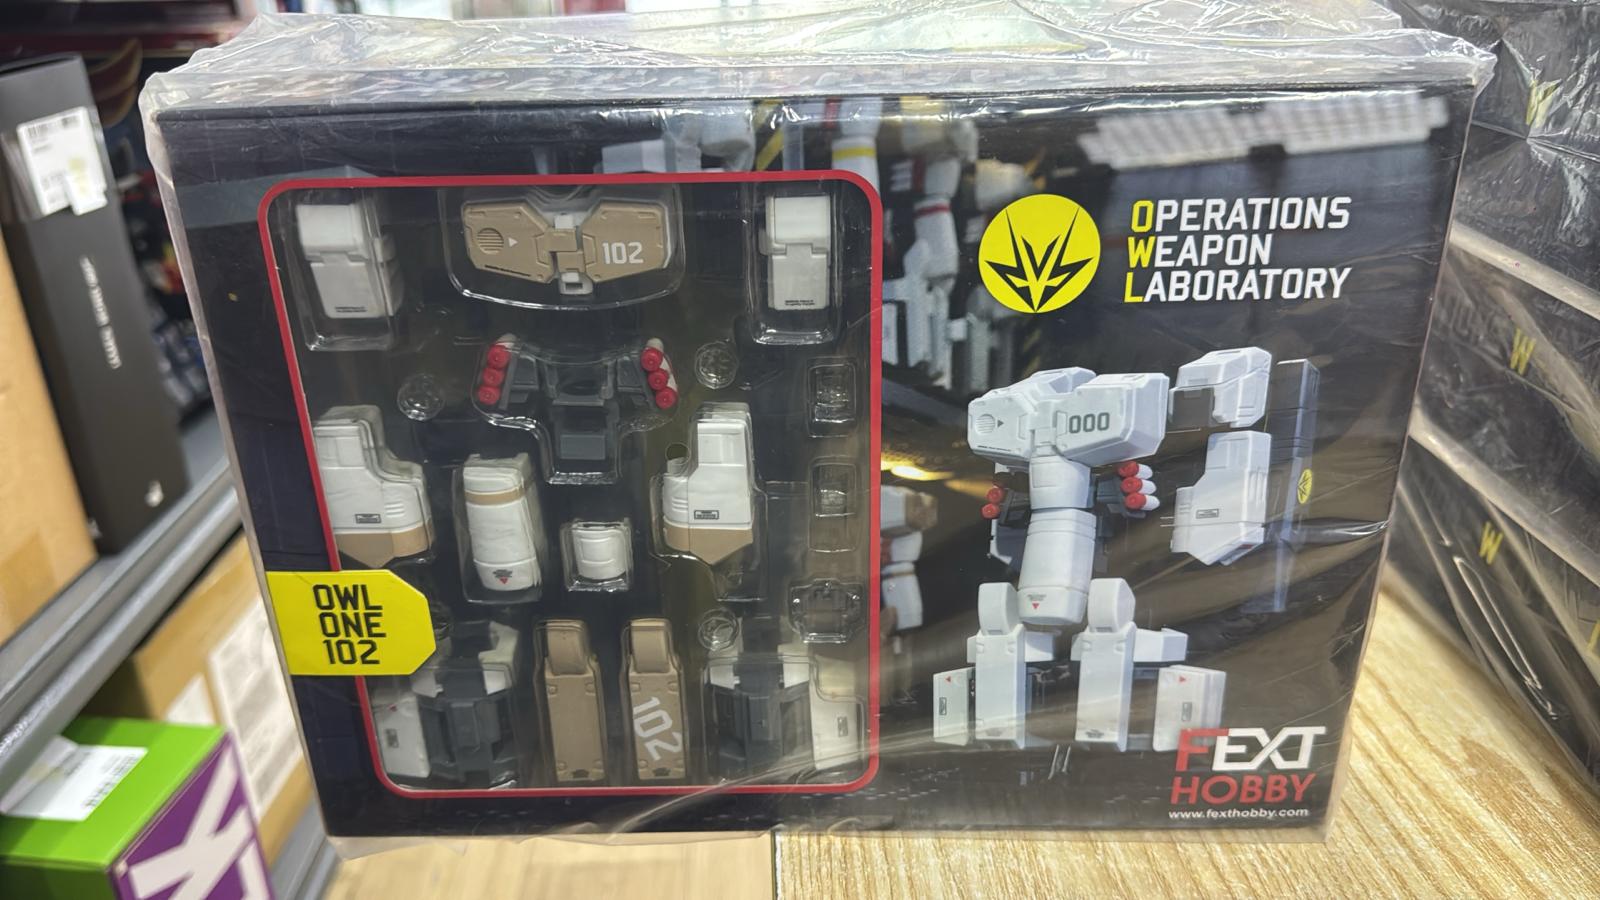 102
OPERATIONS
WEAPON
LABORATORY
000
OWL
ONE
102
102
FEXT
HOBBY
www.fexthobby.com